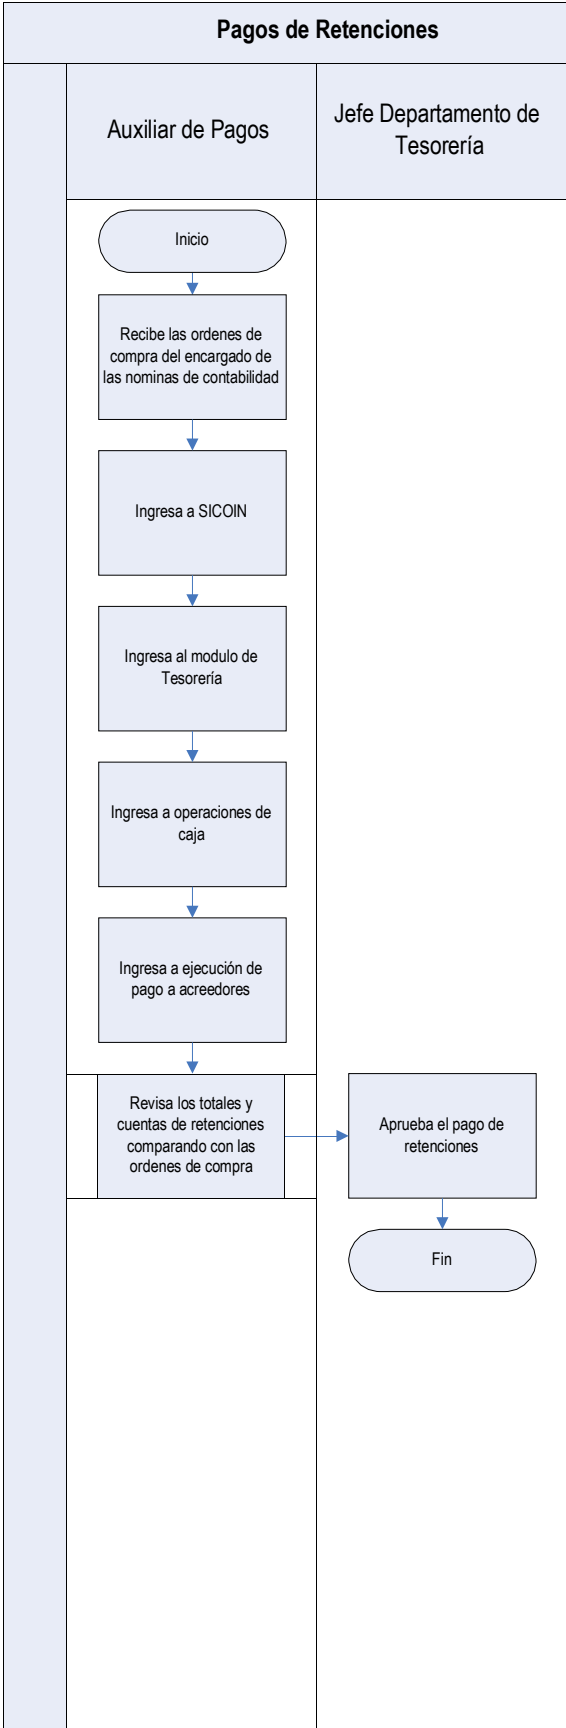 Pagos de Retenciones
Auxiliar de Pagos
Jefe Departamento de
Tesorería
Inicio
Recibe las ordenes de
compra del encargado de
las nominas de contabilidad
Ingresa a SICOIN
Ingresa al modulo de
Tesorería
Ingresa a operaciones de
caja
Ingresa a ejecución de
pago a acreedores
Revisa los totales y
cuentas de retenciones
comparando con las
ordenes de compra
Aprueba el pago de
retenciones
Fin